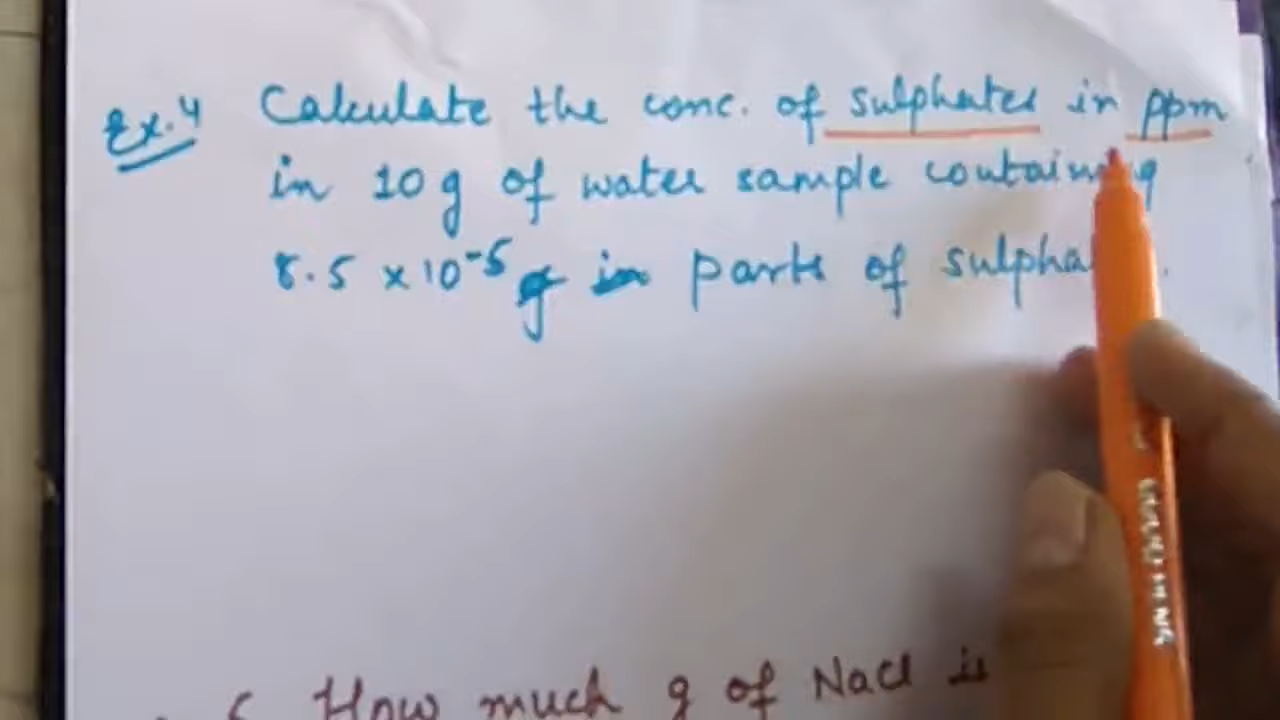 Ex.4 Calculate the conc. of sulphates in ppm
in 10 g of water sample containing
8.5 x 10⁻⁵ g in parts of sulpha
How much g of NaCl is